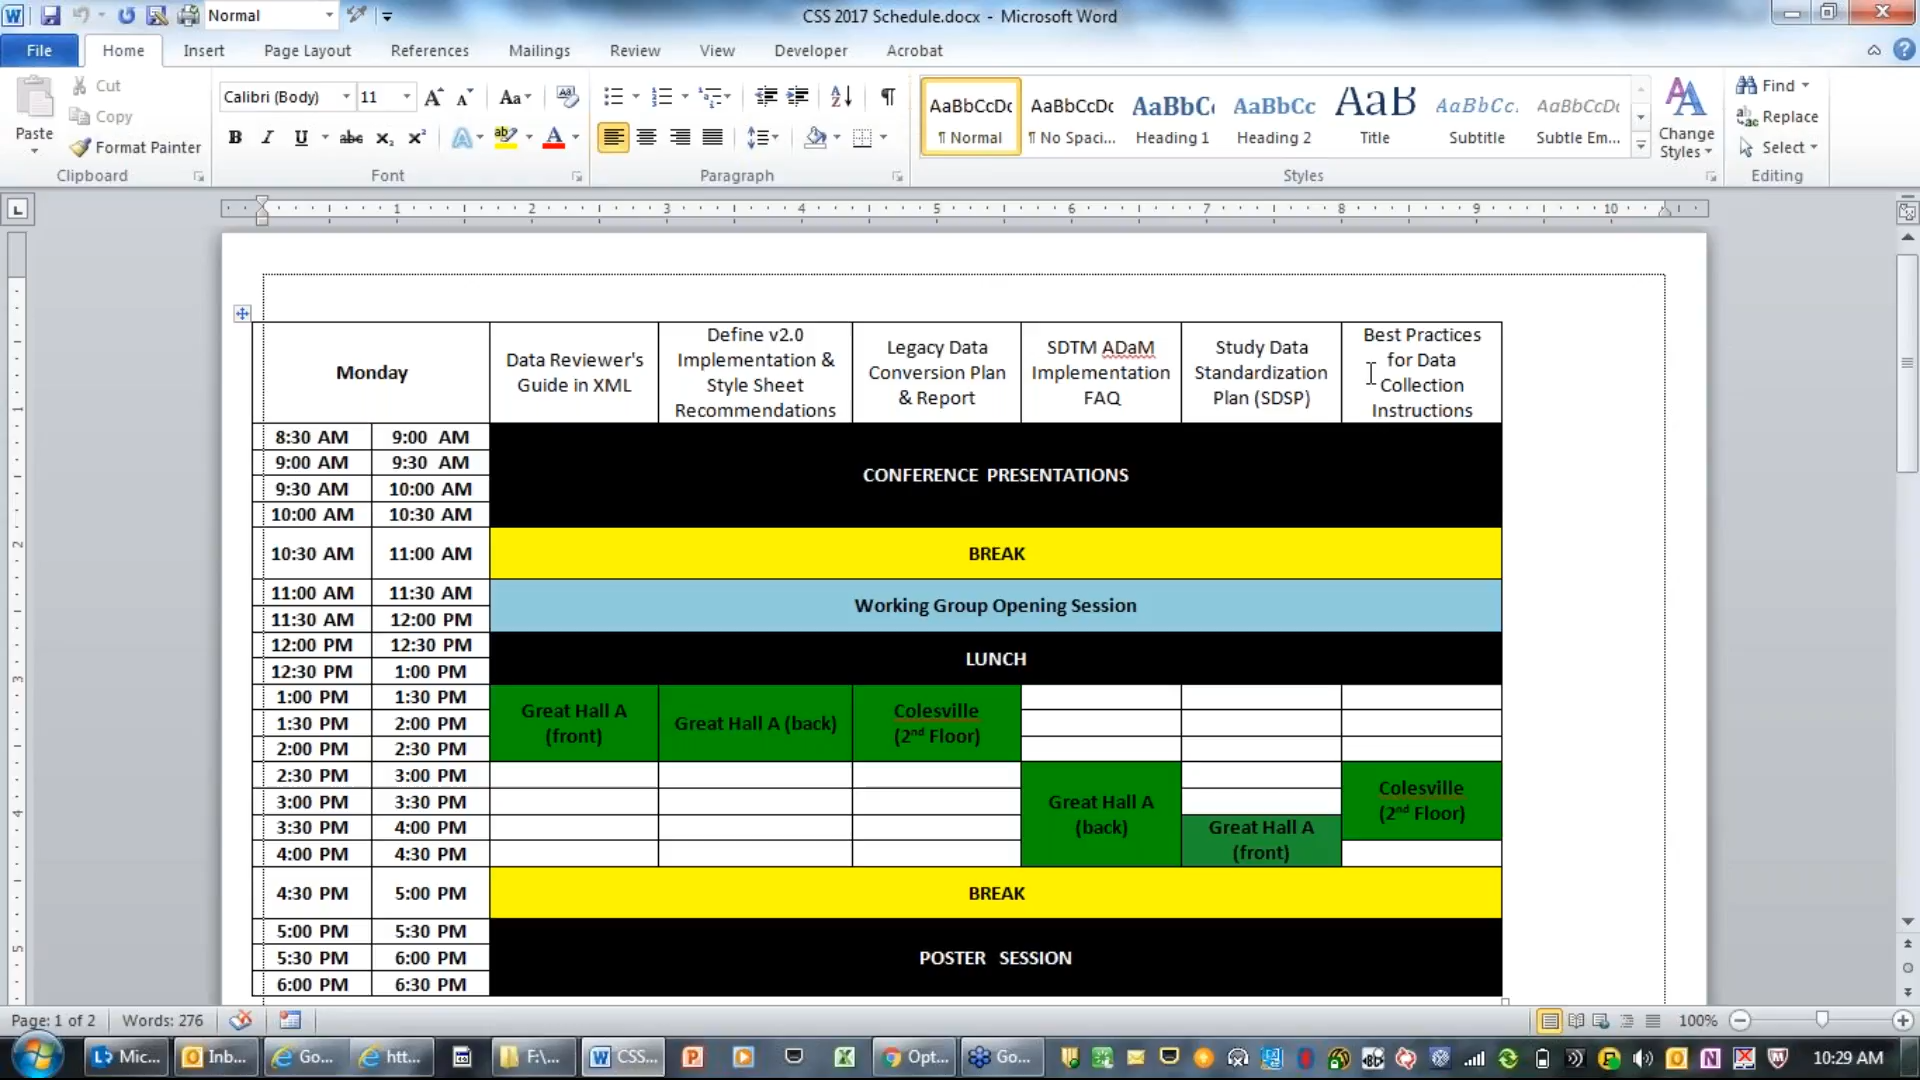 Normal
CSS 2017 Schedule.docx - Microsoft Word
File Home Insert Page Layout References Mailings Review View Developer Acrobat
Paste
Cut
Copy
Format Painter
Clipboard
Calibri (Body) 11
Font
Paragraph
AaBbCcDc AaBbCcDc AaBbC AaBbCc AaB AaBbCc. AaBbCcDc
¶ Normal ¶ No Spaci... Heading 1 Heading 2 Title Subtitle Subtle Em...
Change
Styles
Styles
Find
Replace
Select
Editing
1 2 3 4 5 6 7 8 9 10
Monday
Data Reviewer's
Guide in XML
Define v2.0
Implementation &
Style Sheet
Recommendations
Legacy Data
Conversion Plan
& Report
SDTM ADaM
Implementation
FAQ
Study Data
Standardization
Plan (SDSP)
Best Practices
for Data
Collection
Instructions
8:30 AM 9:00 AM
9:00 AM 9:30 AM
9:30 AM 10:00 AM
10:00 AM 10:30 AM
CONFERENCE PRESENTATIONS
10:30 AM 11:00 AM BREAK
11:00 AM 11:30 AM
11:30 AM 12:00 PM
Working Group Opening Session
12:00 PM 12:30 PM
12:30 PM 1:00 PM
LUNCH
1:00 PM 1:30 PM
1:30 PM 2:00 PM
2:00 PM 2:30 PM
Great Hall A
(front)
Great Hall A (back)
Colesville
(2nd Floor)
2:30 PM 3:00 PM
3:00 PM 3:30 PM
3:30 PM 4:00 PM
4:00 PM 4:30 PM
Great Hall A
(back)
Great Hall A
(front)
Colesville
(2nd Floor)
4:30 PM 5:00 PM BREAK
5:00 PM 5:30 PM
5:30 PM 6:00 PM
6:00 PM 6:30 PM
POSTER SESSION
Page: 1 of 2 Words: 276 100%
Mic... Inb... Go... htt... F:\... CSS... Opt... Go... 10:29 AM